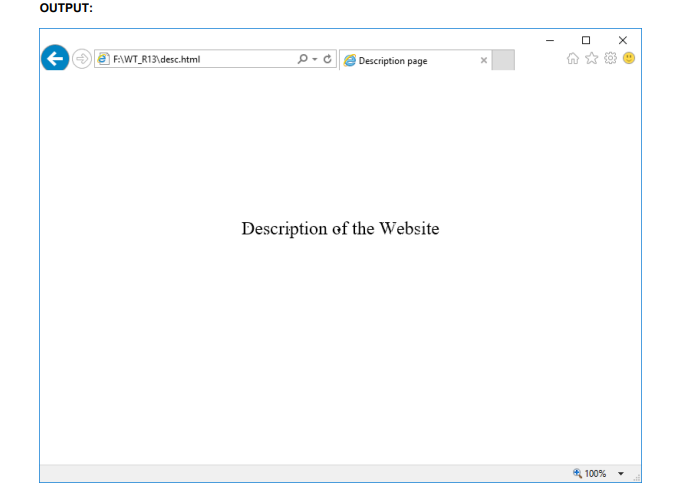 OUTPUT:
F:\WT_R13\desc.html
Description page
Description of the Website
100%